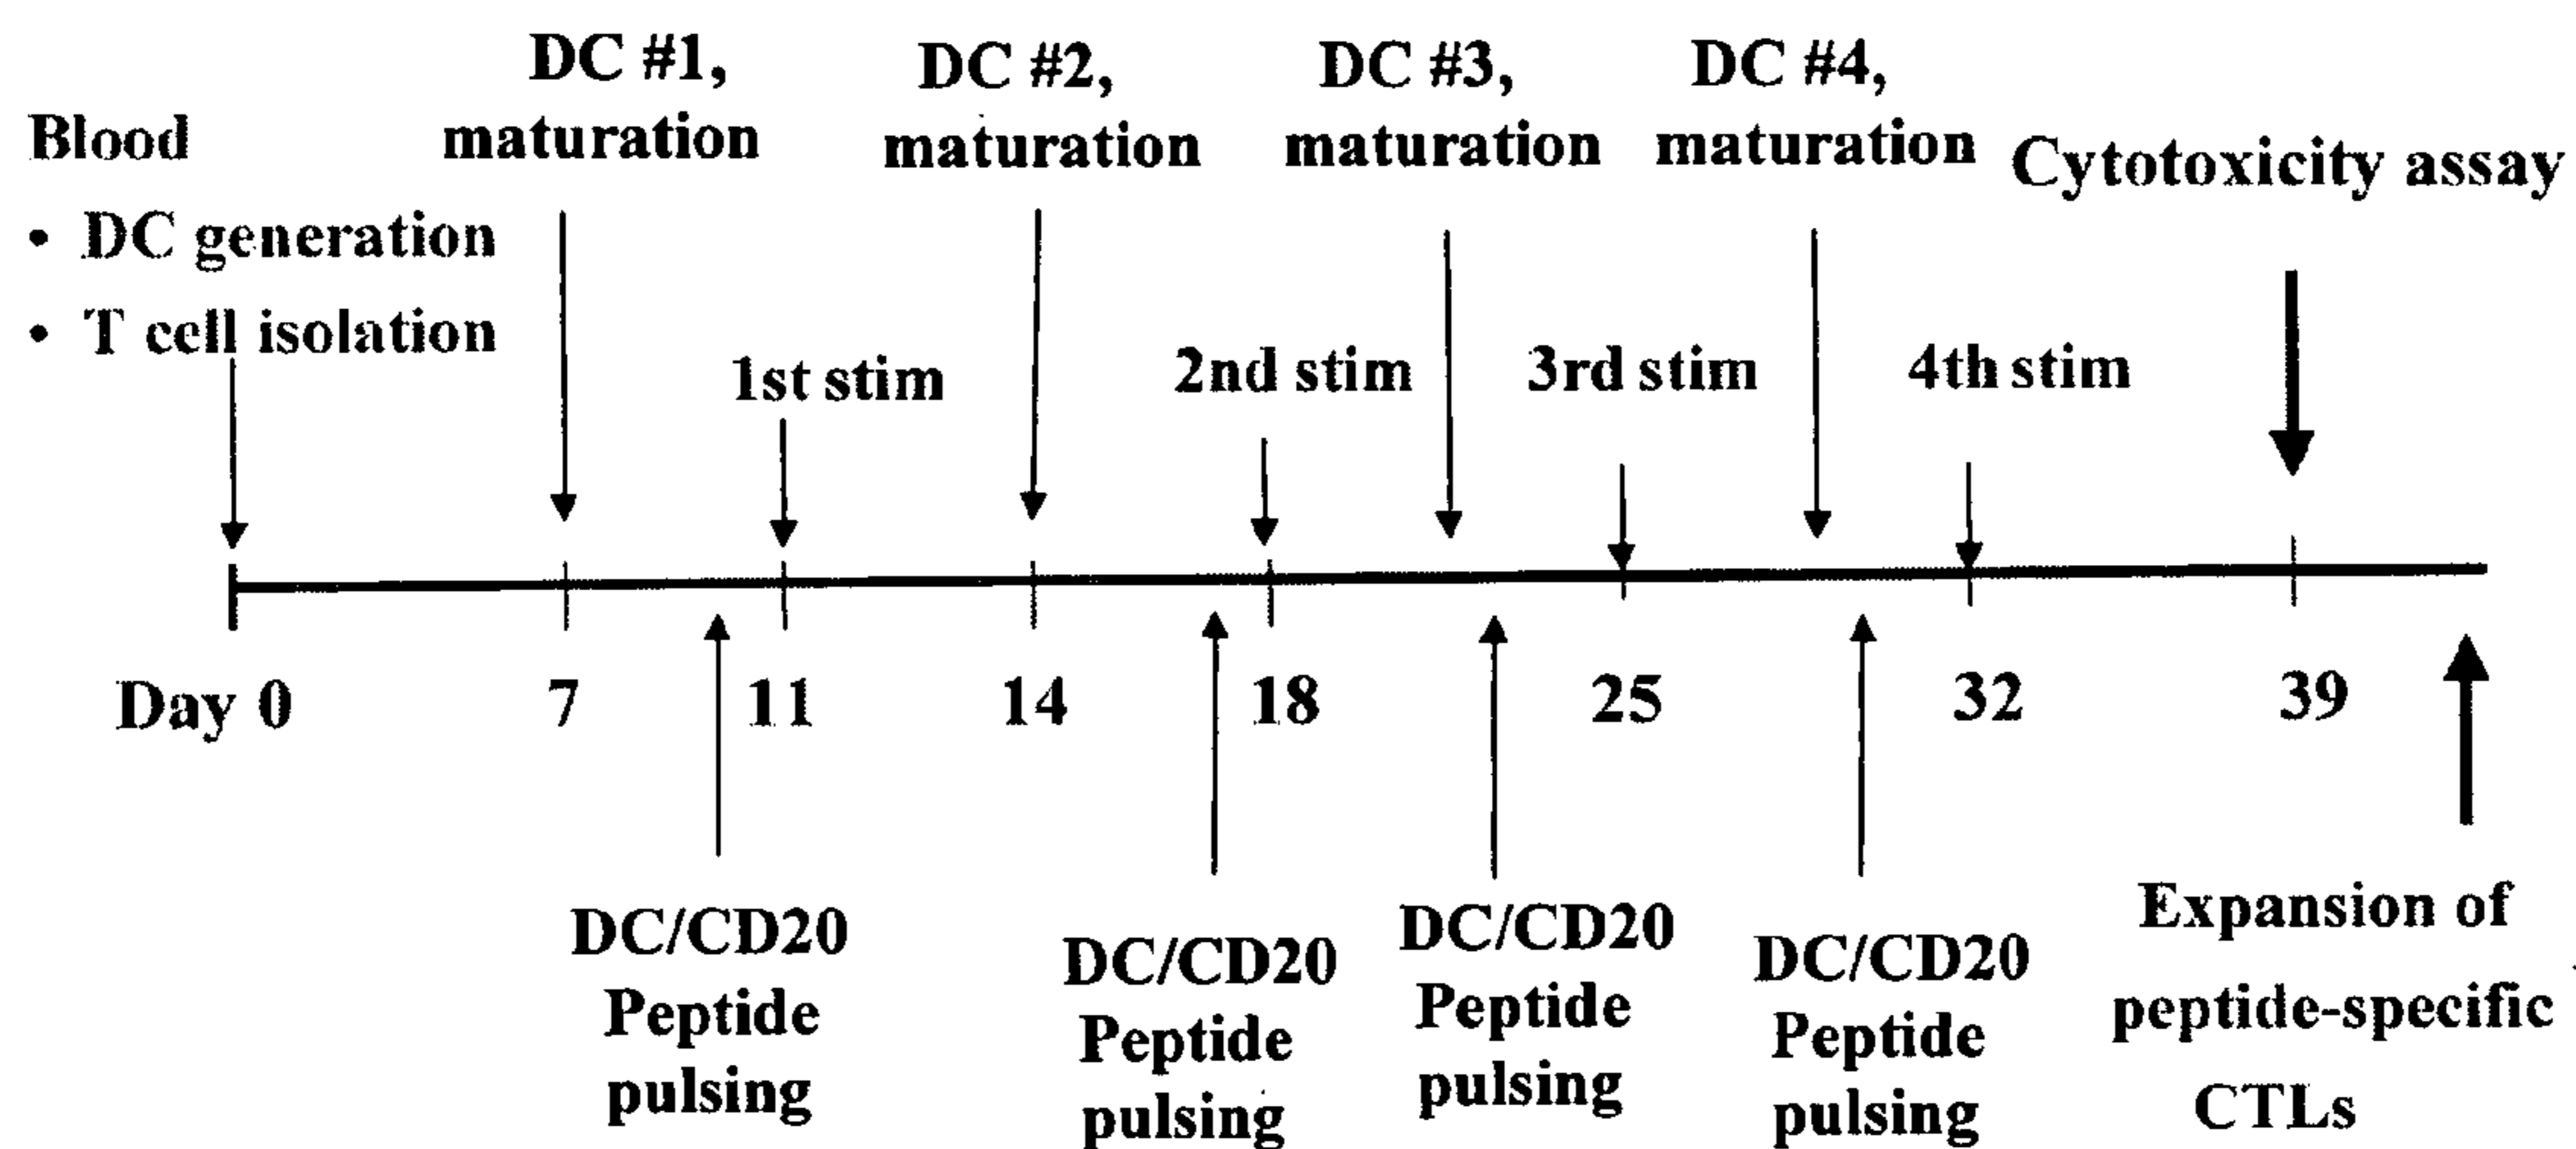 Blood
• DC generation
• T cell isolation
DC #1,
maturation
DC #2,
maturation
DC #3,
maturation
DC #4,
maturation
Cytotoxicity assay
1st stim
2nd stim
3rd stim
4th stim
Day 0 7 11 14 18 25 32 39
DC/CD20
Peptide
pulsing
DC/CD20
Peptide
pulsing
DC/CD20
Peptide
pulsing
DC/CD20
Peptide
pulsing
Expansion of
peptide-specific
CTLs